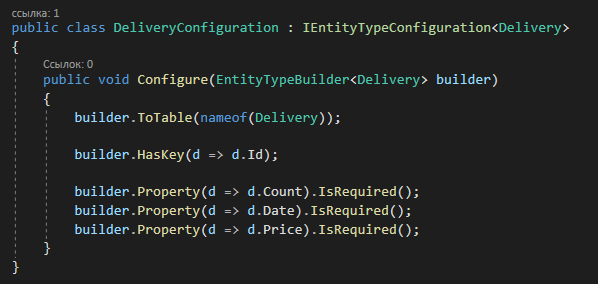 ссылка: 1
public class DeliveryConfiguration : IEntityTypeConfiguration<Delivery>
{
Ссылок: 0
public void Configure(EntityTypeBuilder<Delivery> builder)
{
builder.ToTable(nameof(Delivery));
builder.HasKey(d => d.Id);
builder.Property(d => d.Count).IsRequired();
builder.Property(d => d.Date).IsRequired();
builder.Property(d => d.Price).IsRequired();
}
}